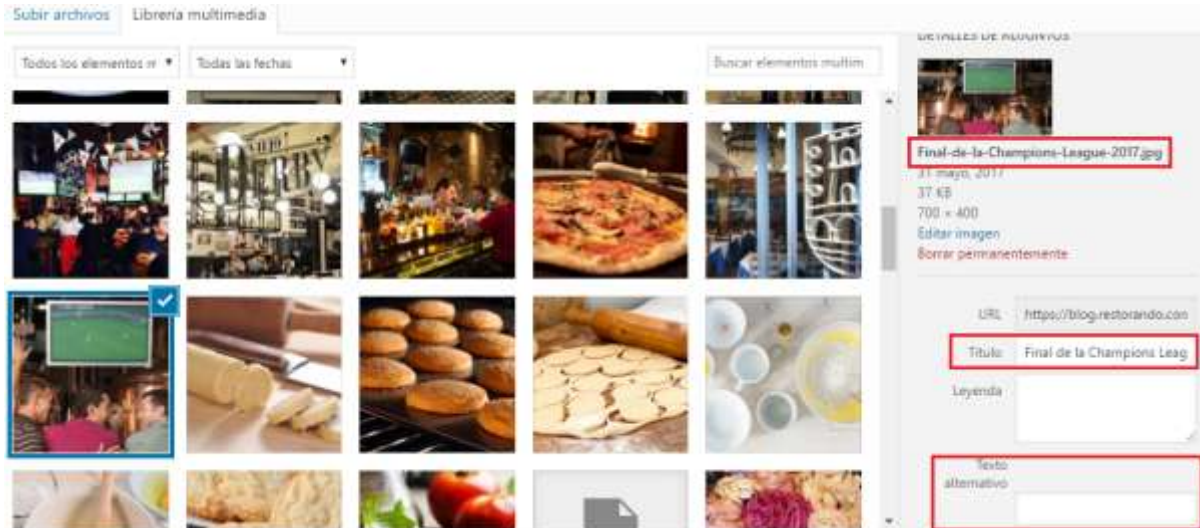 Subir archivos
Librería multimedia
Todos los elementos m
Todas las fechas
Buscar elementos multim
DETALLES DE ADJUNTOS
Final-de-la-Champions-League-2017.jpg
31 mayo, 2017
37 KB
700 × 400
Editar imagen
Borrar permanentemente
URL
https://blog.restorando.con
Título
Final de la Champions Leag
Leyenda
Texto
alternativo